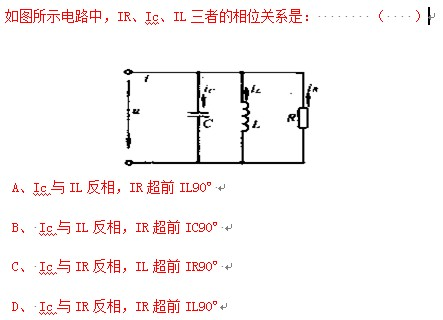 如图所示电路中，IR、Ic、IL 三者的相位关系是：（ ）
i iC iL iR
u C L R
A、Ic 与 IL 反相，IR 超前 IL90°
B、Ic 与 IL 反相，IR 超前 IC90°
C、Ic 与 IR 反相，IL 超前 IR90°
D、Ic 与 IR 反相，IR 超前 IL90°